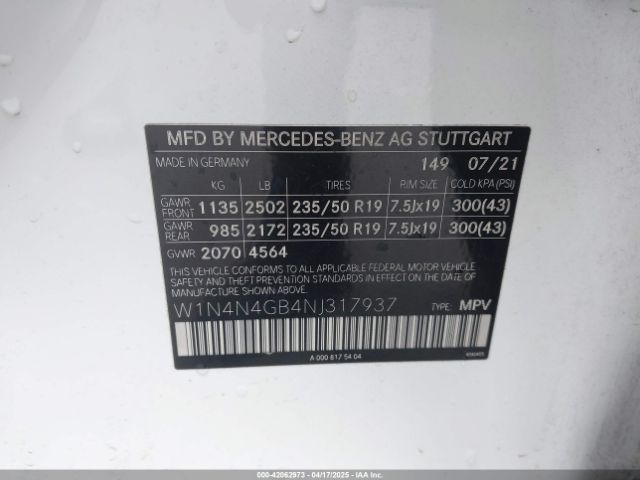 MFD BY MERCEDES-BENZ AG STUTTGART
MADE IN GERMANY 149 07/21
KG LB TIRES RIM SIZE COLD KPA (PSI)
GAWR FRONT 1135 2502 235/50 R19 7.5Jx19 300(43)
GAWR REAR 985 2172 235/50 R19 7.5Jx19 300(43)
GVWR 2070 4564
THIS VEHICLE CONFORMS TO ALL APPLICABLE FEDERAL MOTOR VEHICLE
SAFETY AND THEFT PREVENTION STANDARDS IN EFFECT ON THE DATE OF
MANUFACTURE SHOWN ABOVE.
W1N4N4GB4NJ317937 TYPE: MPV
A 000 817 54 04
000-42062973 - 04/17/2025 - IAAI.COM